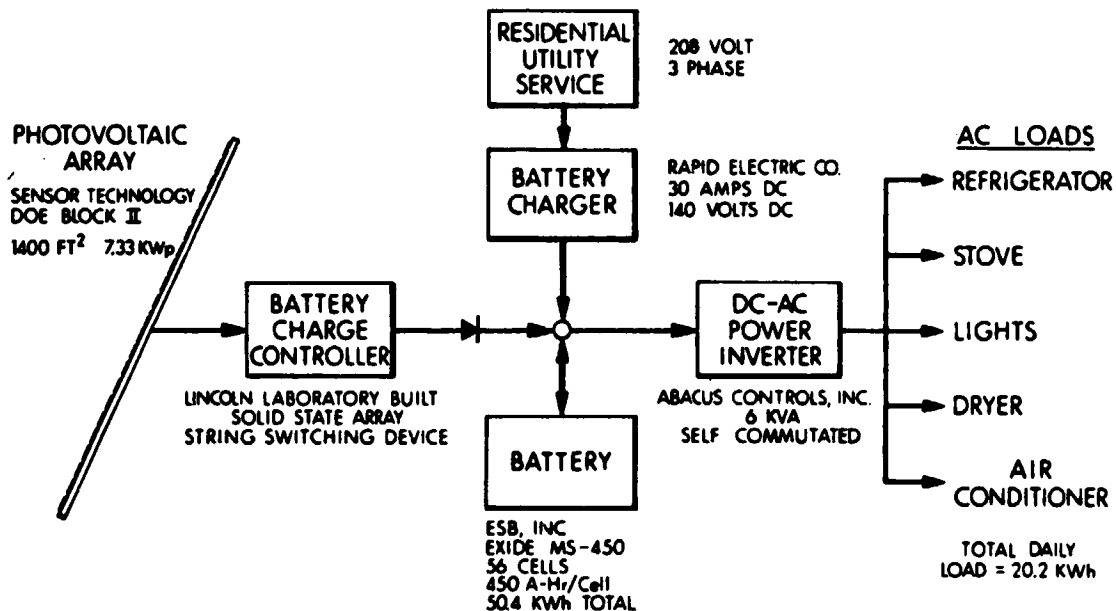 RESIDENTIAL
UTILITY
SERVICE
208 VOLT
3 PHASE
PHOTOVOLTAIC
ARRAY
SENSOR TECHNOLOGY
DOE BLOCK II
1400 FT² 7.33 KWp
BATTERY
CHARGER
RAPID ELECTRIC CO.
30 AMPS DC
140 VOLTS DC
BATTERY
CHARGE
CONTROLLER
LINCOLN LABORATORY BUILT
SOLID STATE ARRAY
STRING SWITCHING DEVICE
DC-AC
POWER
INVERTER
ABACUS CONTROLS, INC.
6 KVA
SELF COMMUTATED
BATTERY
ESB, INC
EXIDE MS-450
56 CELLS
450 A-Hr/Cell
50.4 KWh TOTAL
AC LOADS
REFRIGERATOR
STOVE
LIGHTS
DRYER
AIR
CONDITIONER
TOTAL DAILY
LOAD = 20.2 KWh